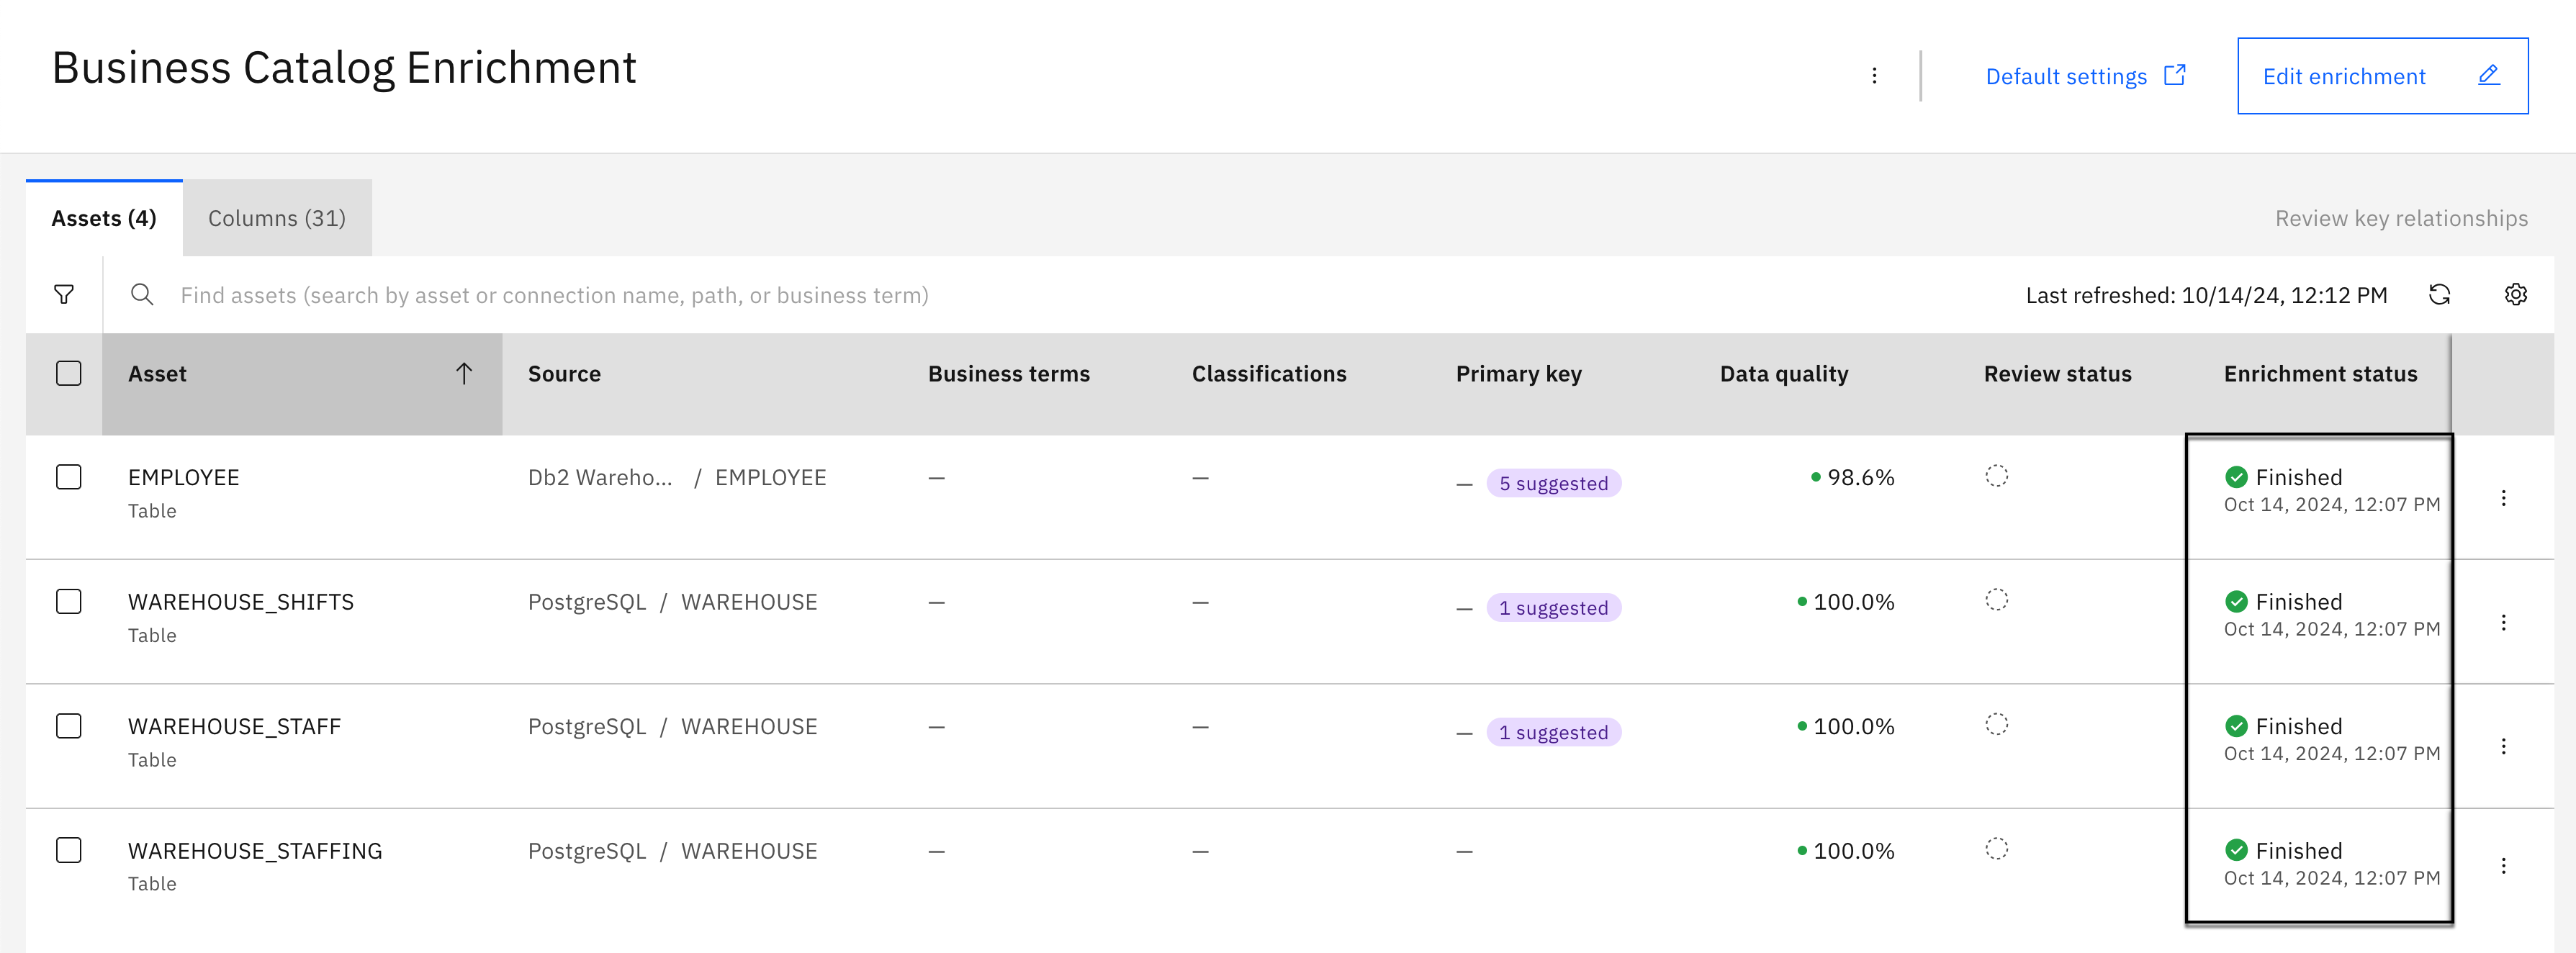 Business Catalog Enrichment
Default settings
Edit enrichment
Assets (4)
Columns (31)
Review key relationships
Find assets (search by asset or connection name, path, or business term)
Last refreshed: 10/14/24, 12:12 PM
Asset Source Business terms Classifications Primary key Data quality Review status Enrichment status
EMPLOYEE Db2 Wareho... / EMPLOYEE — — — 5 suggested 98.6% Finished
Table Oct 14, 2024, 12:07 PM
WAREHOUSE_SHIFTS PostgreSQL / WAREHOUSE — — — 1 suggested 100.0% Finished
Table Oct 14, 2024, 12:07 PM
WAREHOUSE_STAFF PostgreSQL / WAREHOUSE — — — 1 suggested 100.0% Finished
Table Oct 14, 2024, 12:07 PM
WAREHOUSE_STAFFING PostgreSQL / WAREHOUSE — — — 100.0% Finished
Table Oct 14, 2024, 12:07 PM